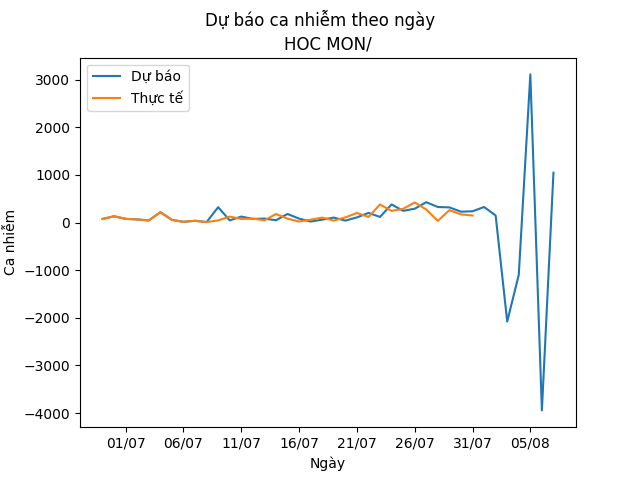 Dự báo ca nhiễm theo ngày
HOC MON/
Dự báo
Thực tế
3000
2000
1000
0
−1000
−2000
−3000
−4000
Ca nhiễm
01/07 06/07 11/07 16/07 21/07 26/07 31/07 05/08
Ngày